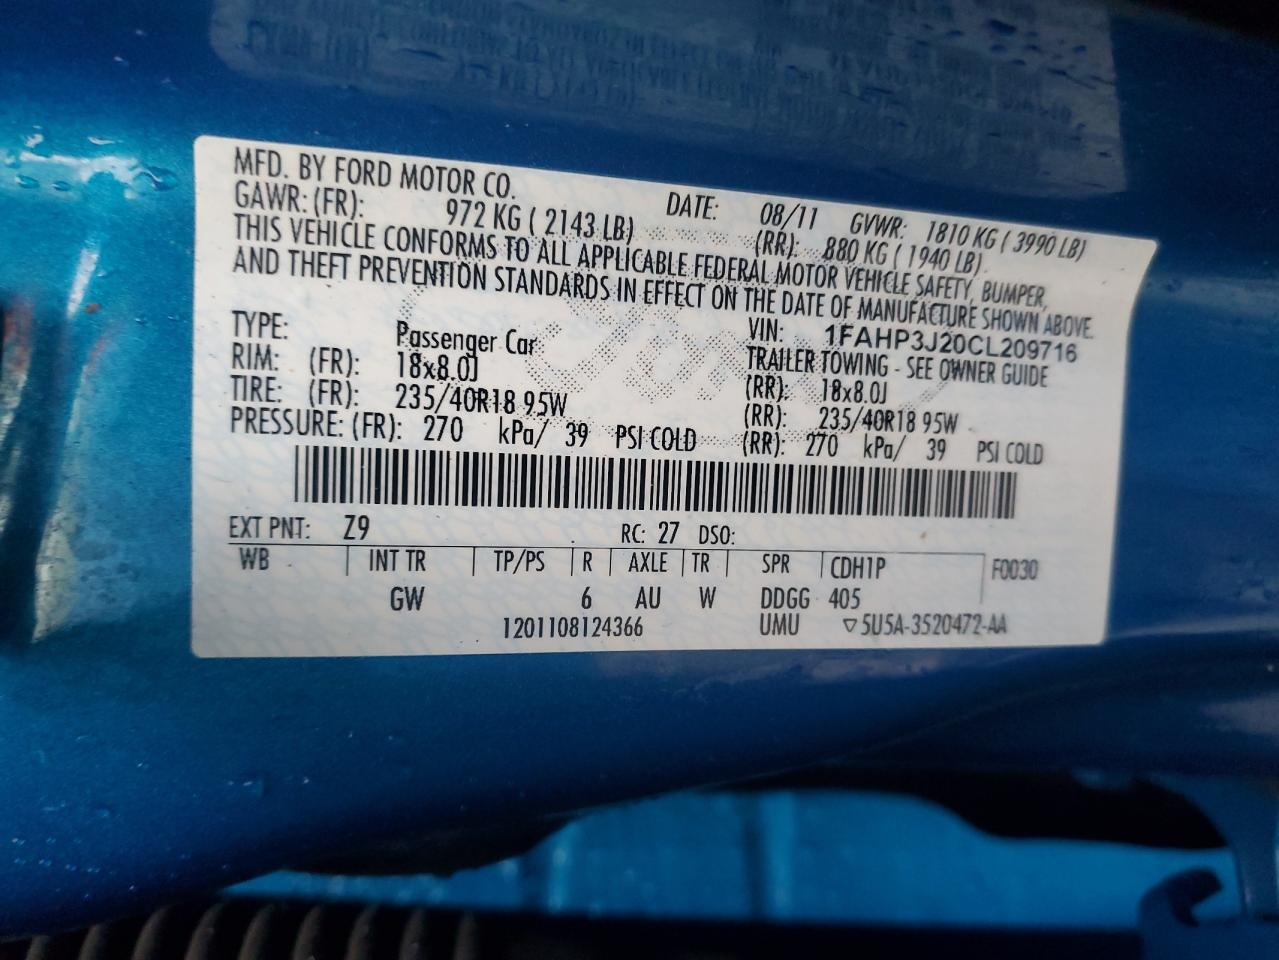 MFD. BY FORD MOTOR CO. DATE: 08/11 GVWR: 1810 KG ( 3990 LB)
GAWR: (FR): 972 KG ( 2143 LB) (RR): 880 KG ( 1940 LB)
THIS VEHICLE CONFORMS TO ALL APPLICABLE FEDERAL MOTOR VEHICLE SAFETY, BUMPER,
AND THEFT PREVENTION STANDARDS IN EFFECT ON THE DATE OF MANUFACTURE SHOWN ABOVE.
VIN: 1FAHP3J20CL209716
TYPE: Passenger Car TRAILER TOWING - SEE OWNER GUIDE
RIM: (FR): 18x8.0J (RR): 18x8.0J
TIRE: (FR): 235/40R18 95W (RR): 235/40R18 95W
PRESSURE: (FR): 270 kPa/ 39 PSI COLD (RR): 270 kPa/ 39 PSI COLD
EXT PNT: Z9 RC: 27 DSO:
WB INT TR TP/PS R AXLE TR SPR CDH1P F0030
GW 6 AU W DDGG 405
1201108124366 UMU ▽5U5A-3520472-AA